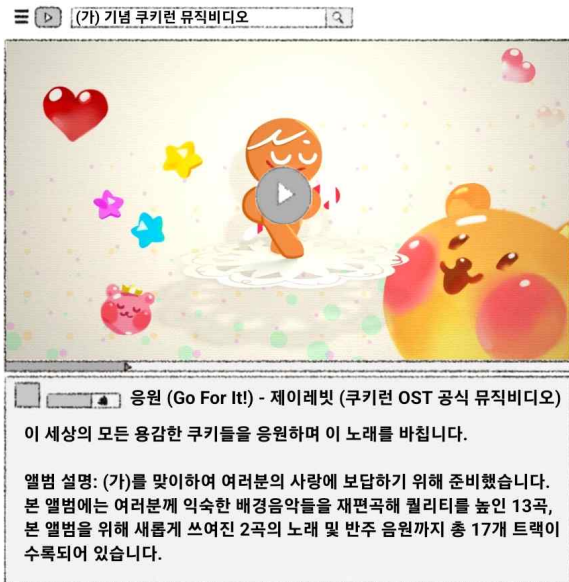 (가) 기념 쿠키런 뮤직비디오
응원 (Go For It!) - 제이레빗 (쿠키런 OST 공식 뮤직비디오)
이 세상의 모든 용감한 쿠키들을 응원하며 이 노래를 바칩니다.
앨범 설명: (가)를 맞이하여 여러분의 사랑에 보답하기 위해 준비했습니다.
본 앨범에는 여러분께 익숙한 배경음악들을 재편곡해 퀄리티를 높인 13곡,
본 앨범을 위해 새롭게 쓰여진 2곡의 노래 및 반주 음원까지 총 17개 트랙이
수록되어 있습니다.